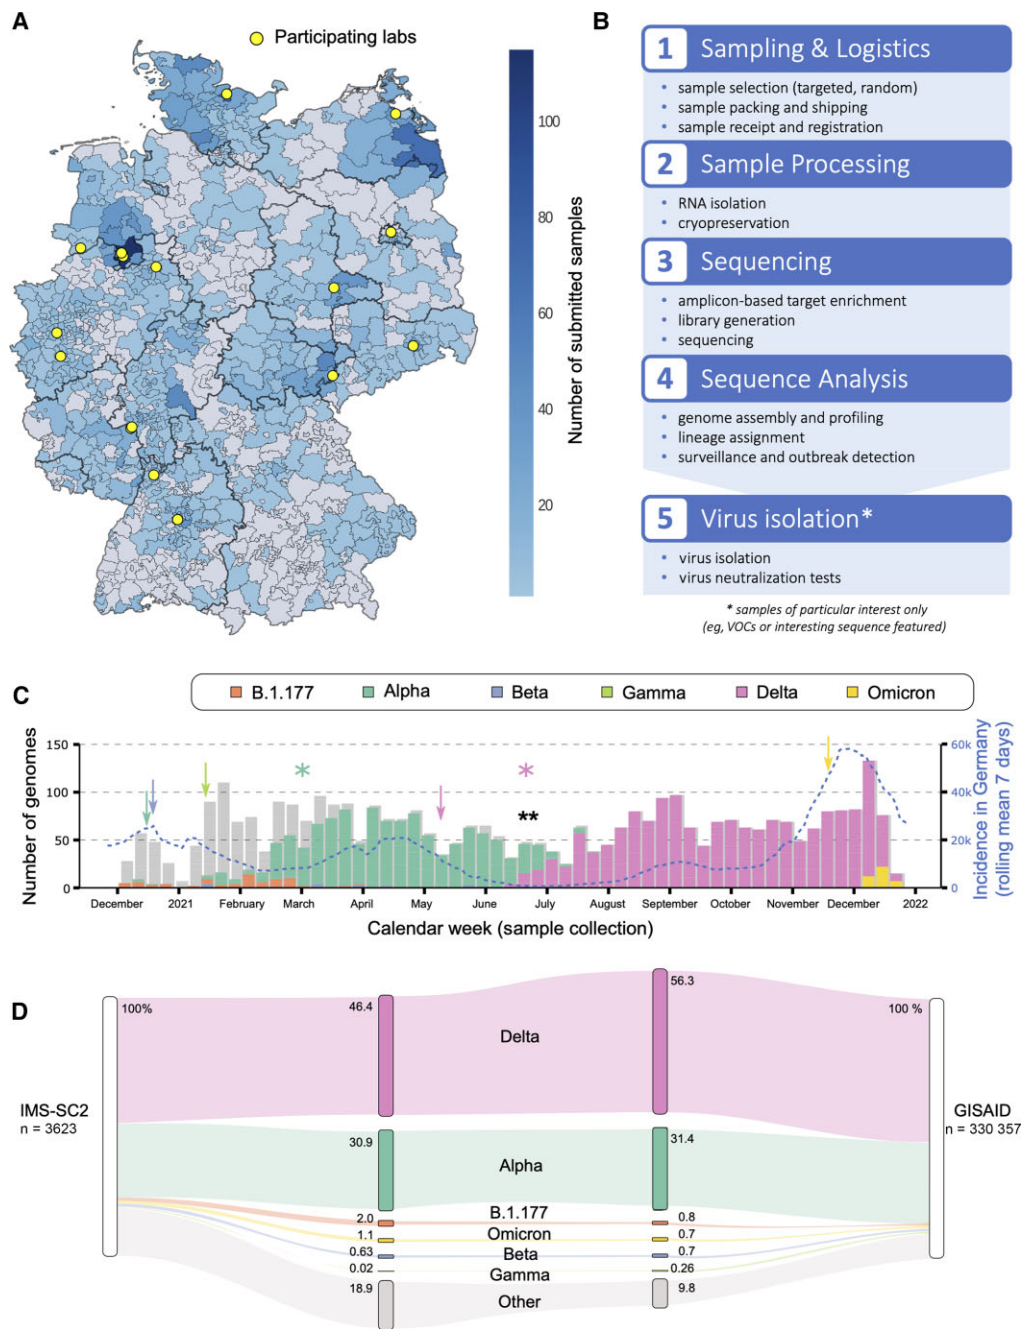 A
Participating labs
100
80
60
40
20
Number of submitted samples
B
1 Sampling & Logistics
• sample selection (targeted, random)
• sample packing and shipping
• sample receipt and registration
2 Sample Processing
• RNA isolation
• cryopreservation
3 Sequencing
• amplicon-based target enrichment
• library generation
• sequencing
4 Sequence Analysis
• genome assembly and profiling
• lineage assignment
• surveillance and outbreak detection
5 Virus isolation*
• virus isolation
• virus neutralization tests
* samples of particular interest only
(eg, VOCs or interesting sequence featured)
C
B.1.177 Alpha Beta Gamma Delta Omicron
Number of genomes
150
100
50
0
* *
**
60k
40k
20k
0
Incidence in Germany
(rolling mean 7 days)
December 2021 February March April May June July August September October November December 2022
Calendar week (sample collection)
D
100% 46.4 Delta 56.3 100 %
IMS-SC2
n = 3623
GISAID
n = 330 357
30.9 Alpha 31.4
2.0 B.1.177 0.8
1.1 Omicron 0.7
0.63 Beta 0.7
0.02 Gamma 0.26
18.9 Other 9.8